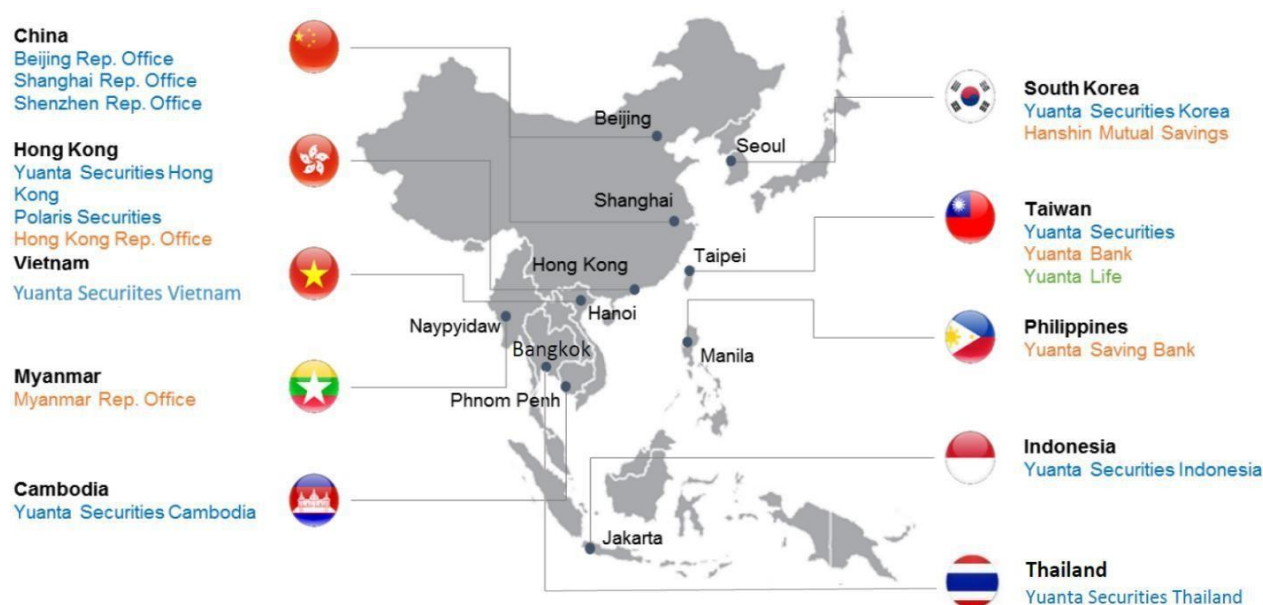 China
Beijing Rep. Office
Shanghai Rep. Office
Shenzhen Rep. Office
Hong Kong
Yuanta Securities Hong
Kong
Polaris Securities
Hong Kong Rep. Office
Vietnam
Yuanta Securiites Vietnam
Myanmar
Myanmar Rep. Office
Cambodia
Yuanta Securities Cambodia
Beijing
Seoul
Shanghai
Taipei
Hong Kong
Hanoi
Naypyidaw
Bangkok
Manila
Phnom Penh
Jakarta
South Korea
Yuanta Securities Korea
Hanshin Mutual Savings
Taiwan
Yuanta Securities
Yuanta Bank
Yuanta Life
Philippines
Yuanta Saving Bank
Indonesia
Yuanta Securities Indonesia
Thailand
Yuanta Securities Thailand